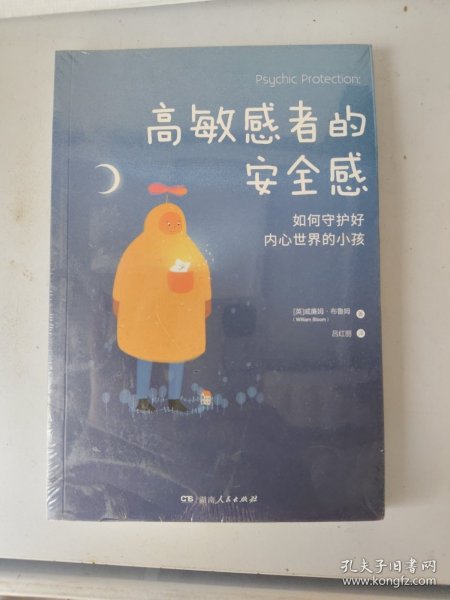 Psychic Protection:
高敏感者的
安全感
如何守护好
内心世界的小孩
[英]威廉姆·布鲁姆 著
(William Bloom)
吕红丽 译
CS 湖南人民出版社
孔夫子旧书网
www.kongfz.com